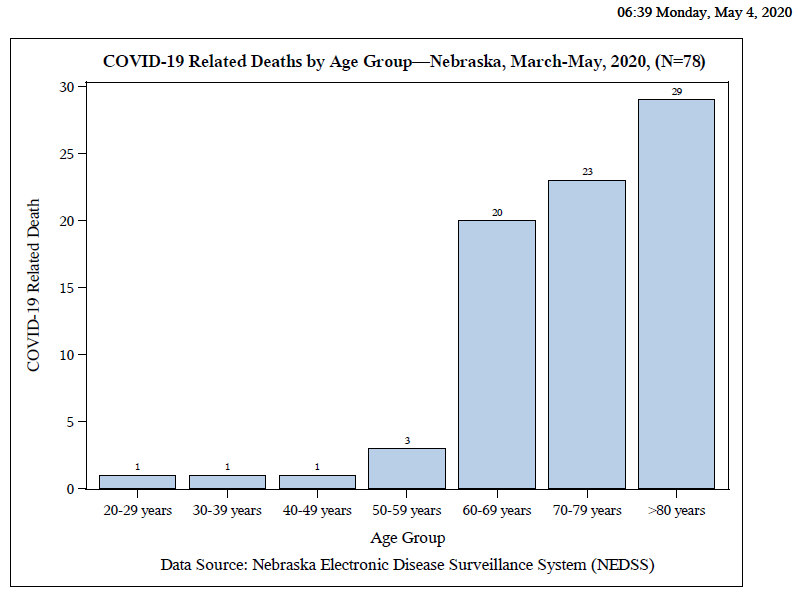 06:39 Monday, May 4, 2020
COVID-19 Related Deaths by Age Group—Nebraska, March-May, 2020, (N=78)
30
25
20
15
10
5
0
COVID-19 Related Death
1
1
1
3
20
23
29
20-29 years
30-39 years
40-49 years
50-59 years
60-69 years
70-79 years
>80 years
Age Group
Data Source: Nebraska Electronic Disease Surveillance System (NEDSS)